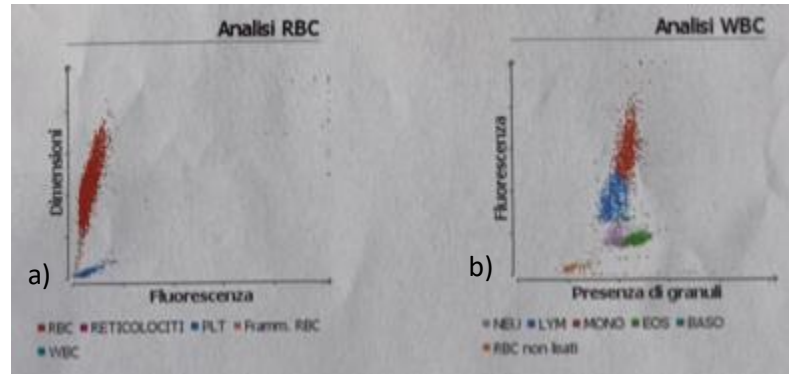 Analisi RBC
Dimensioni
a)
Fluorescenza
RBC RETICOLOCITI PLT Framm. RBC
WBC
Analisi WBC
Fluorescenza
b)
Presenza di granuli
NEU LYM MONO EOS BASO
RBC non lisati